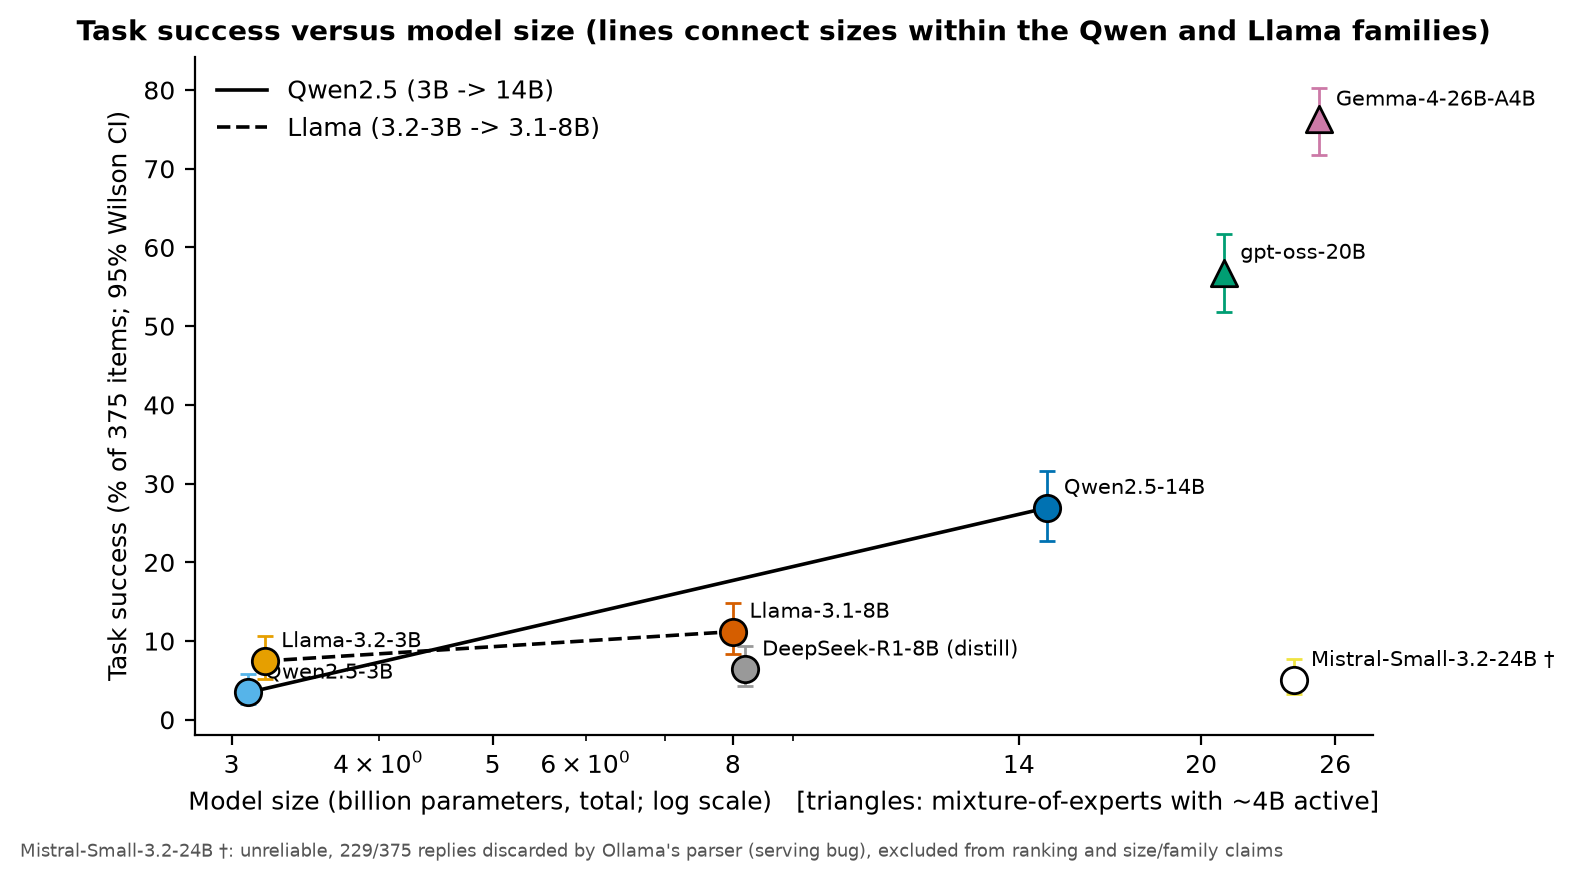 Task success versus model size (lines connect sizes within the Qwen and Llama families)
Qwen2.5 (3B -> 14B)
Llama (3.2-3B -> 3.1-8B)
Task success (% of 375 items; 95% Wilson CI)
80
70
60
50
40
30
20
10
0
Gemma-4-26B-A4B
gpt-oss-20B
Qwen2.5-14B
Llama-3.1-8B
Llama-3.2-3B
DeepSeek-R1-8B (distill)
Mistral-Small-3.2-24B †
Qwen2.5-3B
3 4 × 10⁰ 5 6 × 10⁰ 8 14 20 26
Model size (billion parameters, total; log scale) [triangles: mixture-of-experts with ~4B active]
Mistral-Small-3.2-24B †: unreliable, 229/375 replies discarded by Ollama's parser (serving bug), excluded from ranking and size/family claims